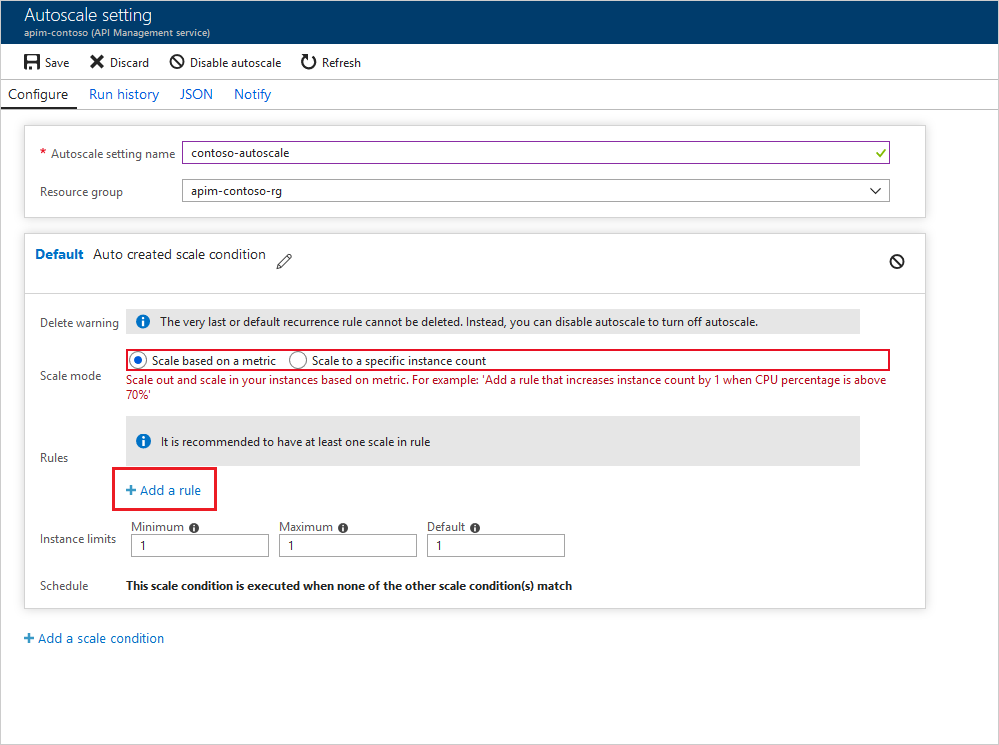 Autoscale setting
apim-contoso (API Management service)
Save Discard Disable autoscale Refresh
Configure Run history JSON Notify
* Autoscale setting name contoso-autoscale
Resource group apim-contoso-rg
Default Auto created scale condition
Delete warning The very last or default recurrence rule cannot be deleted. Instead, you can disable autoscale to turn off autoscale.
Scale mode Scale based on a metric Scale to a specific instance count
Scale out and scale in your instances based on metric. For example: 'Add a rule that increases instance count by 1 when CPU percentage is above
70%'
Rules It is recommended to have at least one scale in rule
+ Add a rule
Instance limits Minimum Maximum Default
1 1 1
Schedule This scale condition is executed when none of the other scale condition(s) match
+ Add a scale condition